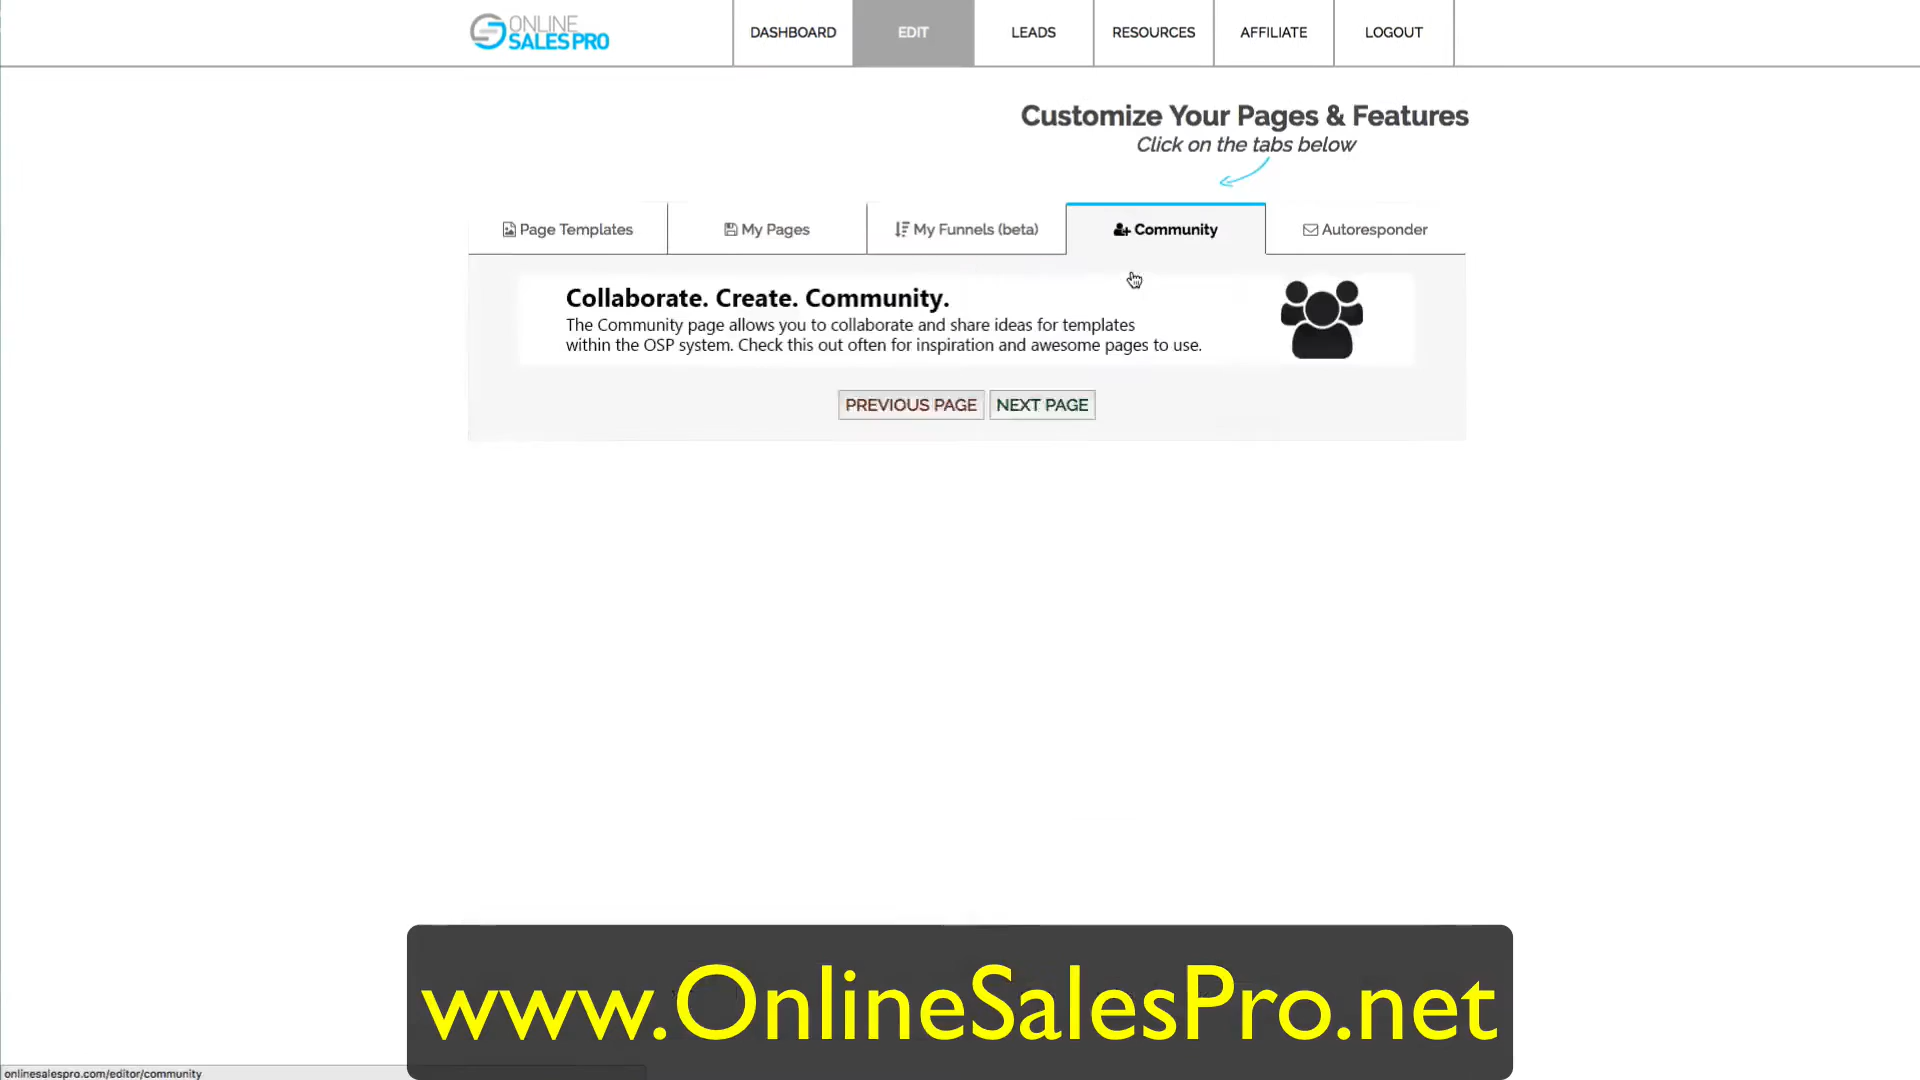 ONLINE
SALES PRO
DASHBOARD
EDIT
LEADS
RESOURCES
AFFILIATE
LOGOUT
Customize Your Pages & Features
Click on the tabs below
Page Templates
My Pages
My Funnels (beta)
Community
Autoresponder
Collaborate. Create. Community.
The Community page allows you to collaborate and share ideas for templates
within the OSP system. Check this out often for inspiration and awesome pages to use.
PREVIOUS PAGE
NEXT PAGE
www.OnlineSalesPro.net
onlinesalespro.com/editor/community